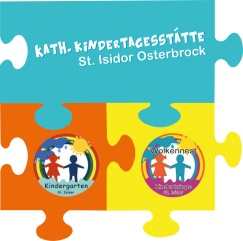 KATH. KINDERTAGESSTÄTTE
St. Isidor Osterbrock
Kindergarten
St. Isidor
Wolkennest
Kinderkrippe
St. Isidor